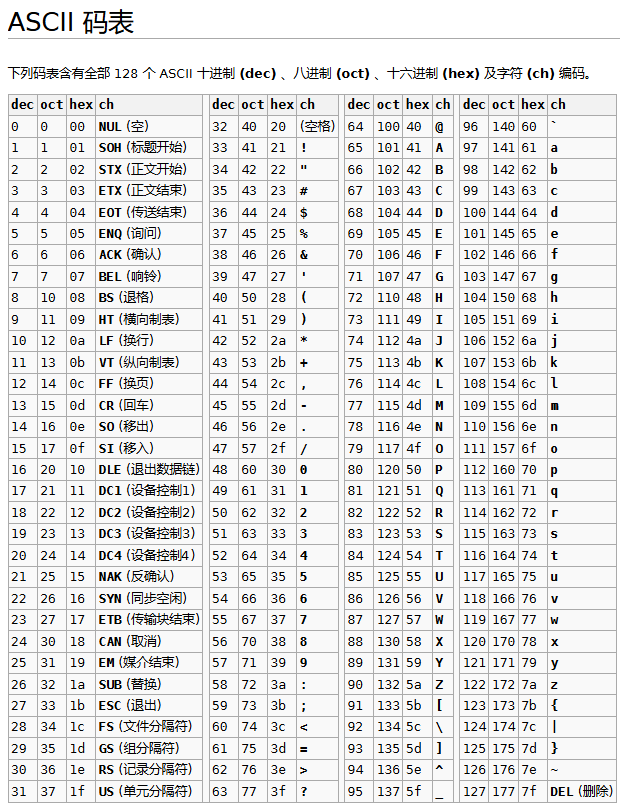 ASCII 码表
下列码表含有全部 128 个 ASCII 十进制 (dec) 、八进制 (oct) 、十六进制 (hex) 及字符 (ch) 编码。
dec oct hex ch dec oct hex ch dec oct hex ch dec oct hex ch
0 0 00 NUL (空) 32 40 20 (空格) 64 100 40 @ 96 140 60 `
1 1 01 SOH (标题开始) 33 41 21 ! 65 101 41 A 97 141 61 a
2 2 02 STX (正文开始) 34 42 22 " 66 102 42 B 98 142 62 b
3 3 03 ETX (正文结束) 35 43 23 # 67 103 43 C 99 143 63 c
4 4 04 EOT (传送结束) 36 44 24 $ 68 104 44 D 100 144 64 d
5 5 05 ENQ (询问) 37 45 25 % 69 105 45 E 101 145 65 e
6 6 06 ACK (确认) 38 46 26 & 70 106 46 F 102 146 66 f
7 7 07 BEL (响铃) 39 47 27 ' 71 107 47 G 103 147 67 g
8 10 08 BS (退格) 40 50 28 ( 72 110 48 H 104 150 68 h
9 11 09 HT (横向制表) 41 51 29 ) 73 111 49 I 105 151 69 i
10 12 0a LF (换行) 42 52 2a * 74 112 4a J 106 152 6a j
11 13 0b VT (纵向制表) 43 53 2b + 75 113 4b K 107 153 6b k
12 14 0c FF (换页) 44 54 2c , 76 114 4c L 108 154 6c l
13 15 0d CR (回车) 45 55 2d - 77 115 4d M 109 155 6d m
14 16 0e SO (移出) 46 56 2e . 78 116 4e N 110 156 6e n
15 17 0f SI (移入) 47 57 2f / 79 117 4f O 111 157 6f o
16 20 10 DLE (退出数据链) 48 60 30 0 80 120 50 P 112 160 70 p
17 21 11 DC1 (设备控制1) 49 61 31 1 81 121 51 Q 113 161 71 q
18 22 12 DC2 (设备控制2) 50 62 32 2 82 122 52 R 114 162 72 r
19 23 13 DC3 (设备控制3) 51 63 33 3 83 123 53 S 115 163 73 s
20 24 14 DC4 (设备控制4) 52 64 34 4 84 124 54 T 116 164 74 t
21 25 15 NAK (反确认) 53 65 35 5 85 125 55 U 117 165 75 u
22 26 16 SYN (同步空闲) 54 66 36 6 86 126 56 V 118 166 76 v
23 27 17 ETB (传输块结束) 55 67 37 7 87 127 57 W 119 167 77 w
24 30 18 CAN (取消) 56 70 38 8 88 130 58 X 120 170 78 x
25 31 19 EM (媒介结束) 57 71 39 9 89 131 59 Y 121 171 79 y
26 32 1a SUB (替换) 58 72 3a : 90 132 5a Z 122 172 7a z
27 33 1b ESC (退出) 59 73 3b ; 91 133 5b [ 123 173 7b {
28 34 1c FS (文件分隔符) 60 74 3c < 92 134 5c \ 124 174 7c |
29 35 1d GS (组分隔符) 61 75 3d = 93 135 5d ] 125 175 7d }
30 36 1e RS (记录分隔符) 62 76 3e > 94 136 5e ^ 126 176 7e ~
31 37 1f US (单元分隔符) 63 77 3f ? 95 137 5f _ 127 177 7f DEL (删除)